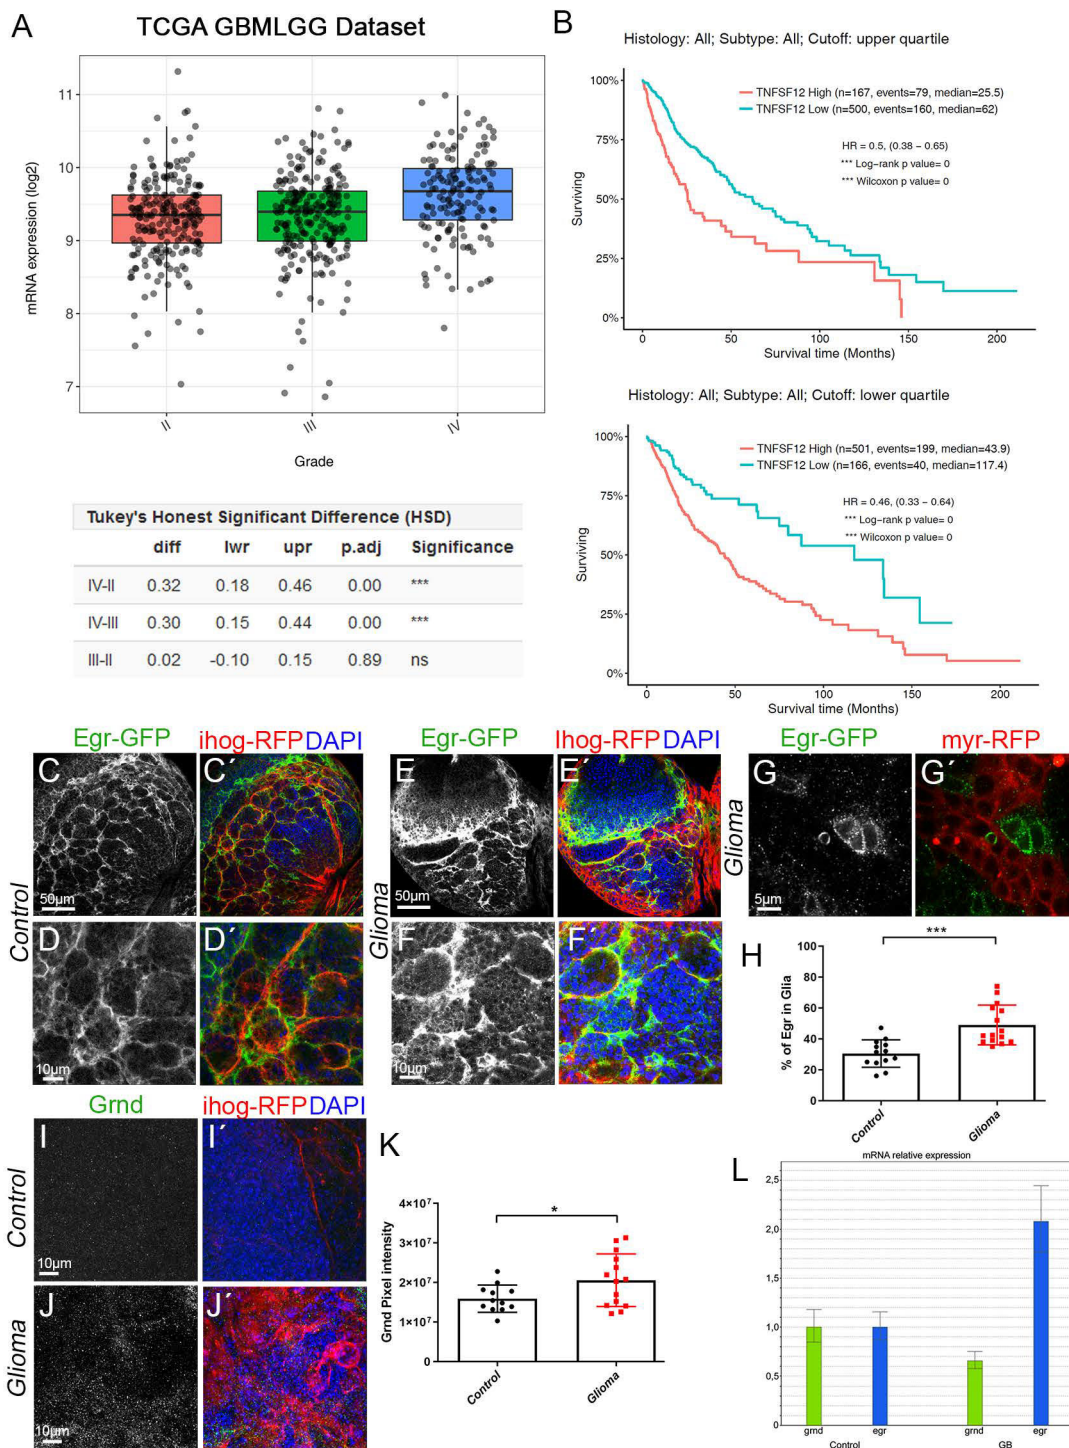 A
TCGA GBMLGG Dataset
mRNA expression (log2)
11
10
9
8
7
II
III
IV
Grade
Tukey's Honest Significant Difference (HSD)
diff lwr upr p.adj Significance
IV-II 0.32 0.18 0.46 0.00 ***
IV-III 0.30 0.15 0.44 0.00 ***
III-II 0.02 -0.10 0.15 0.89 ns
B
Histology: All; Subtype: All; Cutoff: upper quartile
TNFSF12 High (n=167, events=79, median=25.5)
TNFSF12 Low (n=500, events=160, median=62)
HR = 0.5, (0.38 − 0.65)
*** Log−rank p value= 0
*** Wilcoxon p value= 0
Surviving
100%
75%
50%
25%
0%
0 50 100 150 200
Survival time (Months)
Histology: All; Subtype: All; Cutoff: lower quartile
TNFSF12 High (n=501, events=199, median=43.9)
TNFSF12 Low (n=166, events=40, median=117.4)
HR = 0.46, (0.33 − 0.64)
*** Log−rank p value= 0
*** Wilcoxon p value= 0
Surviving
100%
75%
50%
25%
0%
0 50 100 150 200
Survival time (Months)
Egr-GFP ihog-RFP DAPI
Control
C C´
50µm
D D´
10µm
Egr-GFP Ihog-RFP DAPI
Glioma
E E´
50µm
F F´
10µm
Egr-GFP myr-RFP
Glioma
G G´
5µm
H
% of Egr in Glia
100
80
60
40
20
0
***
Control Glioma
Grnd ihog-RFP DAPI
Control
I I´
10µm
Glioma
J J´
10µm
K
Grnd Pixel intensity
4×10⁷
3×10⁷
2×10⁷
1×10⁷
0
*
Control Glioma
L
mRNA relative expression
2,5
2,0
1,5
1,0
0,5
0,0
grnd egr grnd egr
Control GB